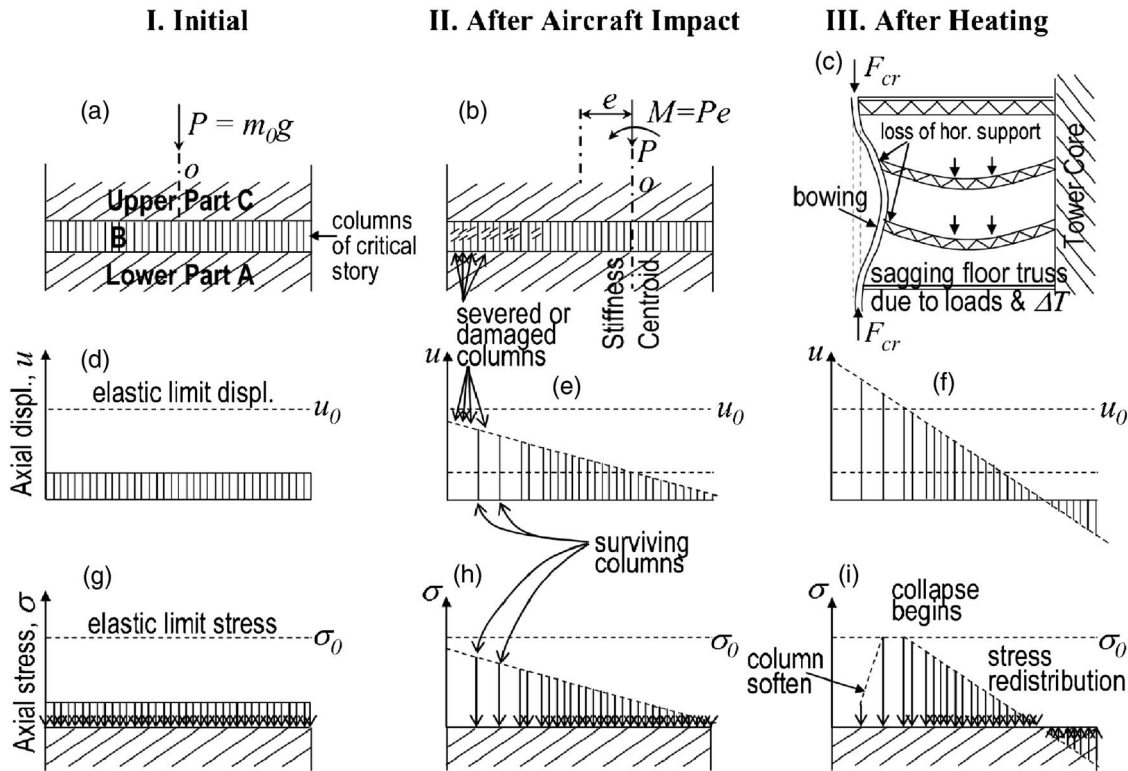 I. Initial
II. After Aircraft Impact
III. After Heating
(a)
P = m₀g
o
Upper Part C
B
Lower Part A
columns
of critical
story
(b)
e
M=Pe
P
o
Stiffness
Centroid
severed or
damaged
columns
(c)
F_cr
loss of hor. support
bowing
Tower Core
sagging floor truss
due to loads & ΔT
F_cr
Axial displ., u
(d)
elastic limit displ.
u₀
u
(e)
u₀
u
(f)
u₀
surviving
columns
Axial stress, σ
(g)
elastic limit stress
σ₀
σ
(h)
σ₀
σ
(i)
collapse
begins
σ₀
column
soften
stress
redistribution